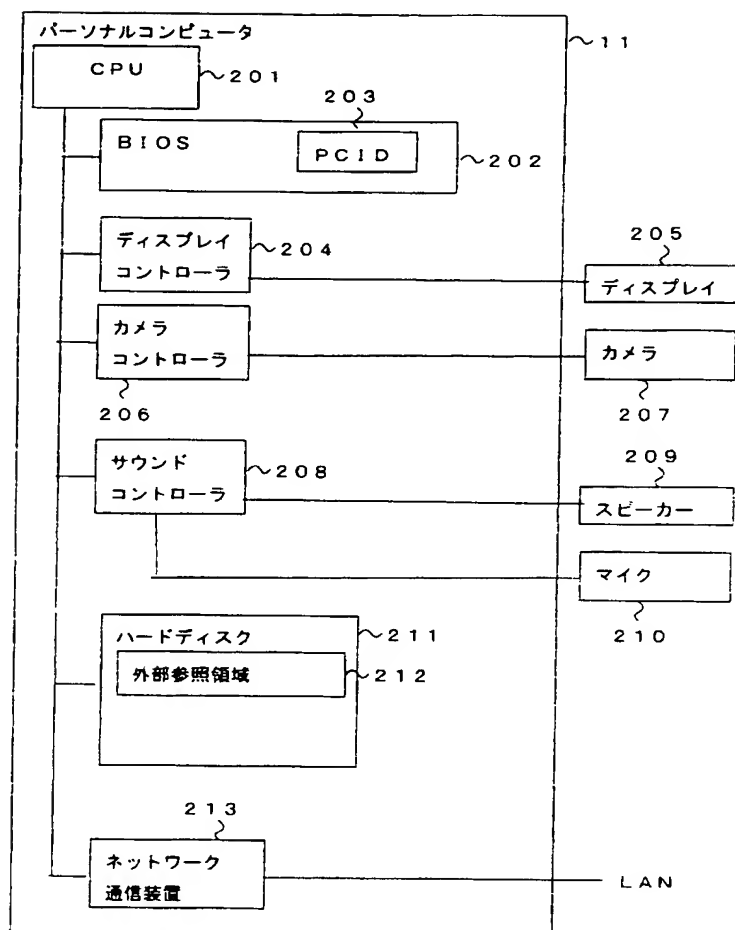 パーソナルコンピュータ
11
CPU
201
203
BIOS
PCID
202
ディスプレイ
コントローラ
204
205
ディスプレイ
カメラ
コントローラ
206
カメラ
207
サウンド
コントローラ
208
209
スピーカー
マイク
210
ハードディスク
211
外部参照領域
212
213
ネットワーク
通信装置
LAN